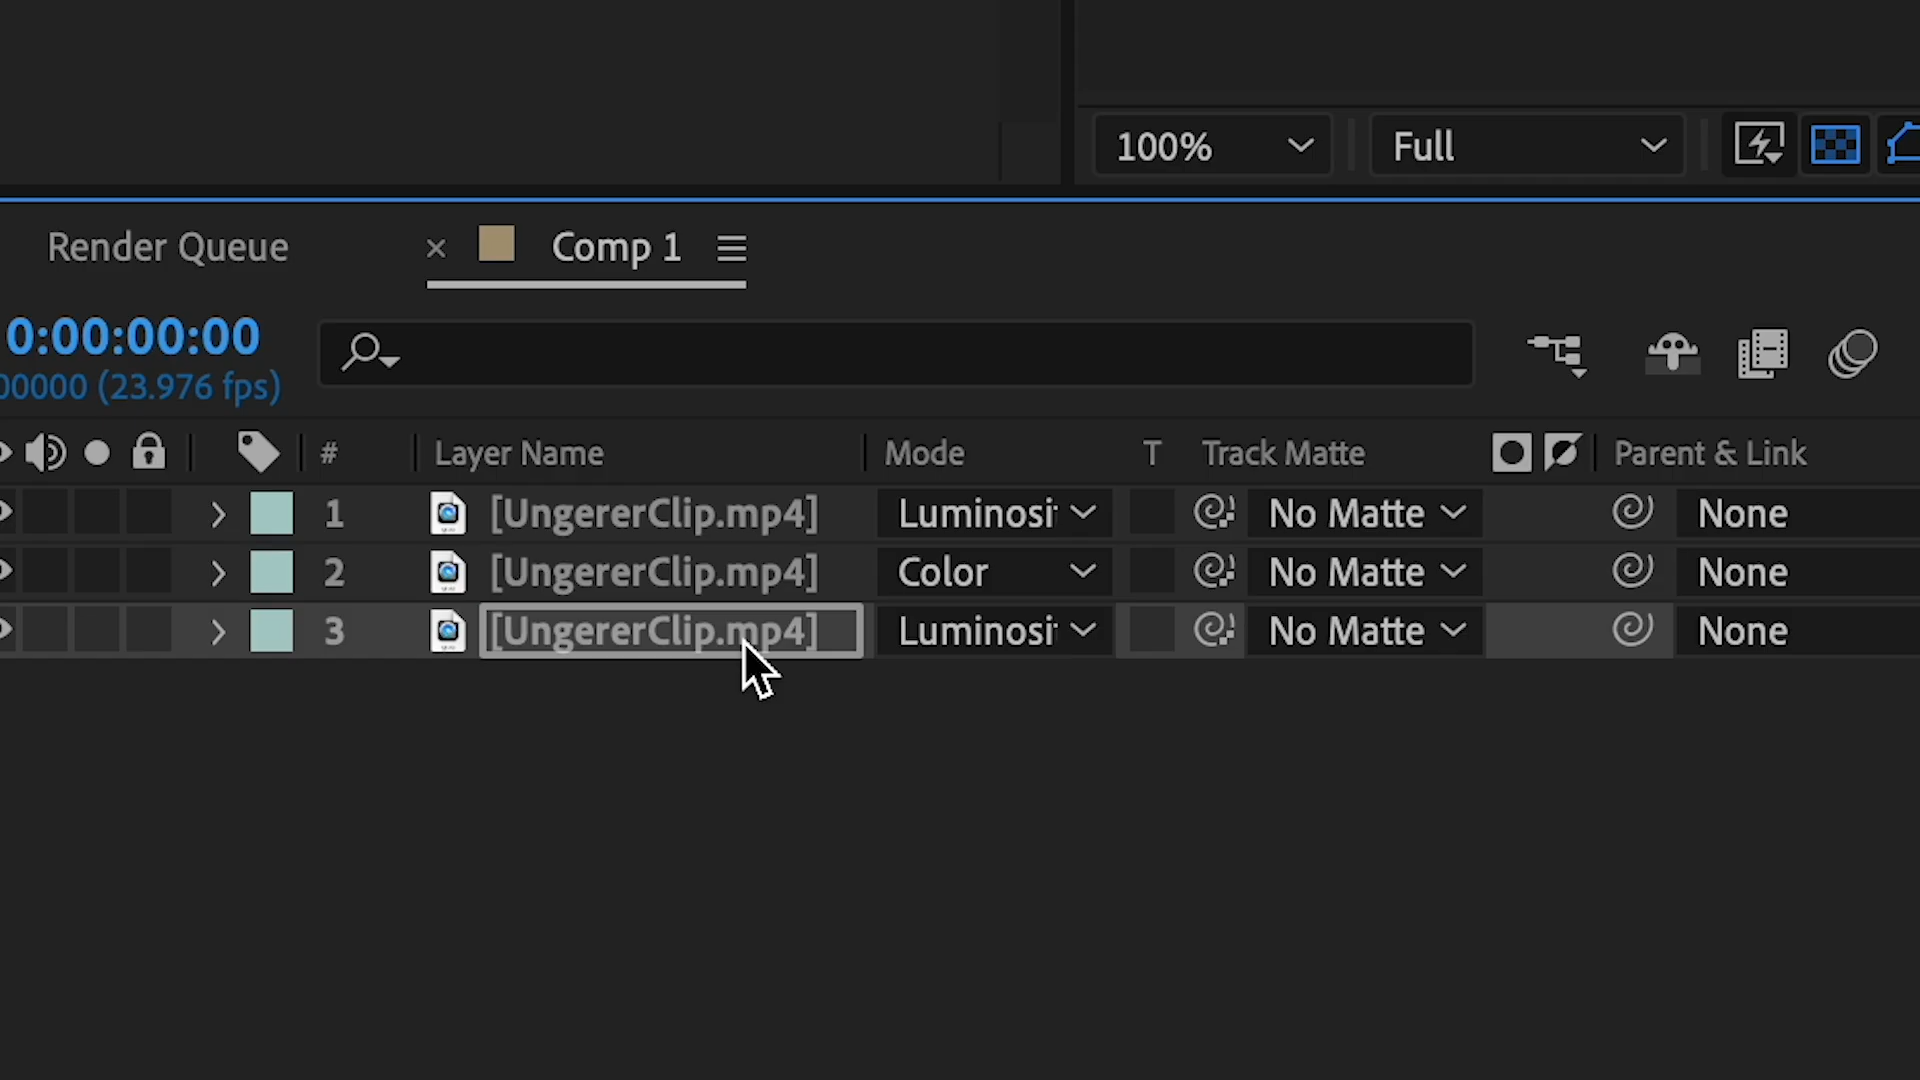 100% Full
Render Queue × Comp 1
0:00:00:00
00000 (23.976 fps)
# Layer Name Mode T Track Matte Parent & Link
1 [UngererClip.mp4] Luminosi No Matte None
2 [UngererClip.mp4] Color No Matte None
3 [UngererClip.mp4] Luminosi No Matte None